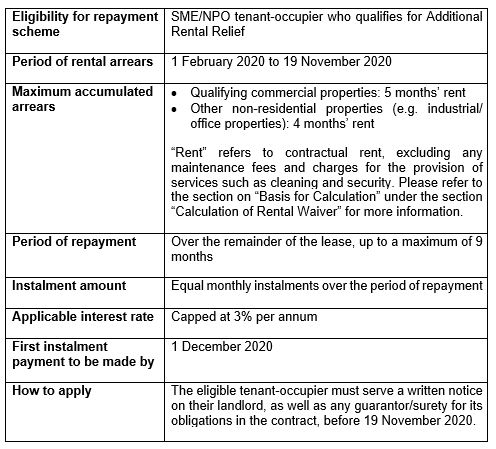 Eligibility for repayment
scheme
SME/NPO tenant-occupier who qualifies for Additional
Rental Relief
Period of rental arrears
1 February 2020 to 19 November 2020
Maximum accumulated
arrears
• Qualifying commercial properties: 5 months’ rent
• Other non-residential properties (e.g. industrial/
office properties): 4 months’ rent
“Rent” refers to contractual rent, excluding any
maintenance fees and charges for the provision of
services such as cleaning and security. Please refer to
the section on “Basis for Calculation” under the section
“Calculation of Rental Waiver” for more information.
Period of repayment
Over the remainder of the lease, up to a maximum of 9
months
Instalment amount
Equal monthly instalments over the period of repayment
Applicable interest rate
Capped at 3% per annum
First instalment
payment to be made by
1 December 2020
How to apply
The eligible tenant-occupier must serve a written notice
on their landlord, as well as any guarantor/surety for its
obligations in the contract, before 19 November 2020.